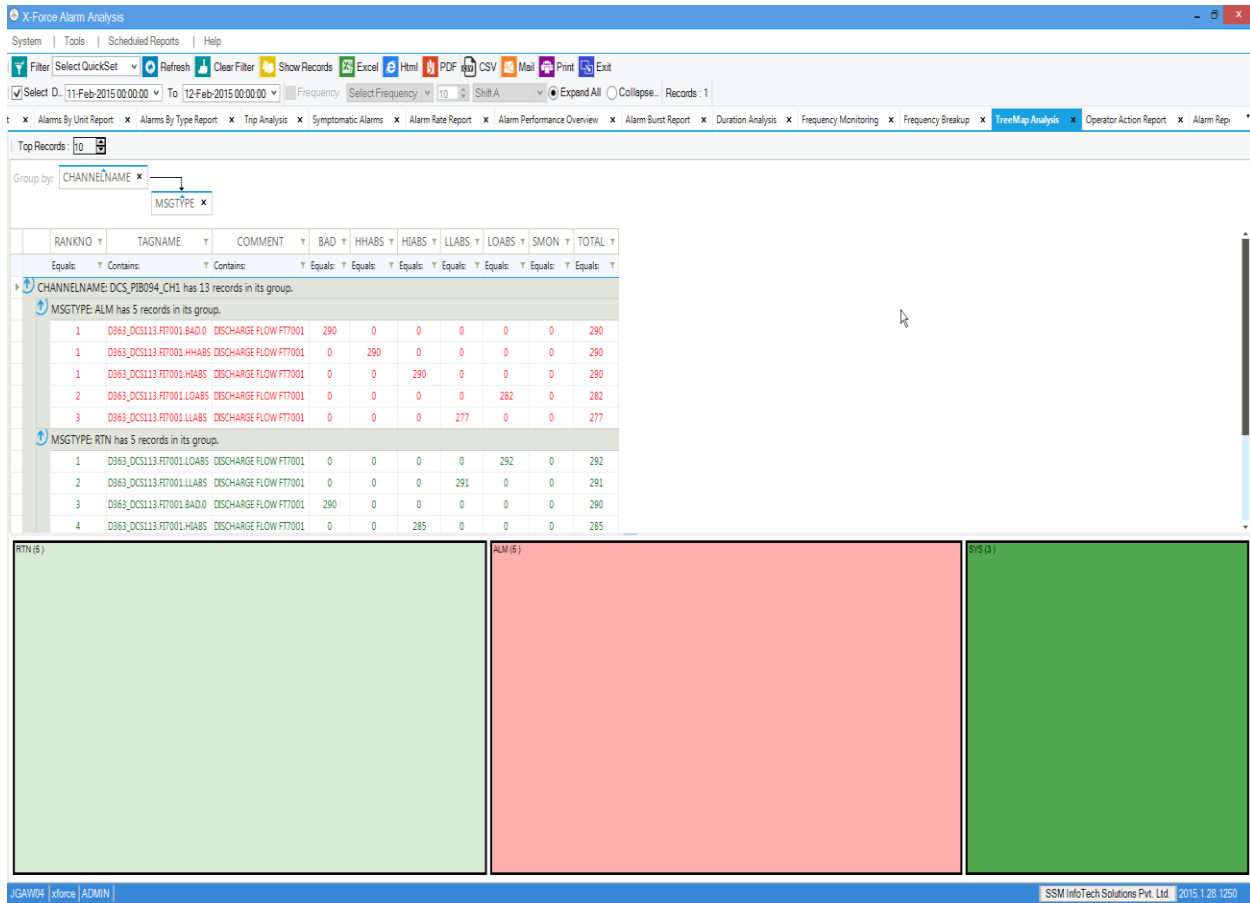 X-Force Alarm Analysis
System | Tools | Scheduled Reports | Help
Filter Select QuickSet Refresh Clear Filter Show Records Excel Html PDF CSV Mail Print Exit
Select D... 11-Feb-2015 00:00:00 To 12-Feb-2015 00:00:00 Frequency Select Frequency 10 Shift A Expand All Collapse... Records : 1
t x Alarms By Unit Report x Alarms By Type Report x Trip Analysis x Symptomatic Alarms x Alarm Rate Report x Alarm Performance Overview x Alarm Burst Report x Duration Analysis x Frequency Monitoring x Frequency Breakup x TreeMap Analysis x Operator Action Report x Alarm Rep
Top Records : 10
Group by: CHANNELNAME x
MSGTYPE x
RANKNO TAGNAME COMMENT BAD HHABS HIABS LLABS LOABS SMON TOTAL
Equals: Contains: Contains: Equals: Equals: Equals: Equals: Equals: Equals: Equals:
CHANNELNAME: DCS_PIB094_CH1 has 13 records in its group.
MSGTYPE: ALM has 5 records in its group.
1 D363_DCS113.FI7001.BAD.0 DISCHARGE FLOW FT7001 290 0 0 0 0 0 290
1 D363_DCS113.FI7001.HHABS DISCHARGE FLOW FT7001 0 290 0 0 0 0 290
1 D363_DCS113.FI7001.HIABS DISCHARGE FLOW FT7001 0 0 290 0 0 0 290
2 D363_DCS113.FI7001.LOABS DISCHARGE FLOW FT7001 0 0 0 0 282 0 282
3 D363_DCS113.FI7001.LLABS DISCHARGE FLOW FT7001 0 0 0 277 0 0 277
MSGTYPE: RTN has 5 records in its group.
1 D363_DCS113.FI7001.LOABS DISCHARGE FLOW FT7001 0 0 0 0 292 0 292
2 D363_DCS113.FI7001.LLABS DISCHARGE FLOW FT7001 0 0 0 291 0 0 291
3 D363_DCS113.FI7001.BAD.0 DISCHARGE FLOW FT7001 290 0 0 0 0 0 290
4 D363_DCS113.FI7001.HIABS DISCHARGE FLOW FT7001 0 0 285 0 0 0 285
RTN (5 ) ALM (5 ) SYS (3 )
JGAW04 xforce ADMIN SSM InfoTech Solutions Pvt. Ltd. 2015.1.28.1250